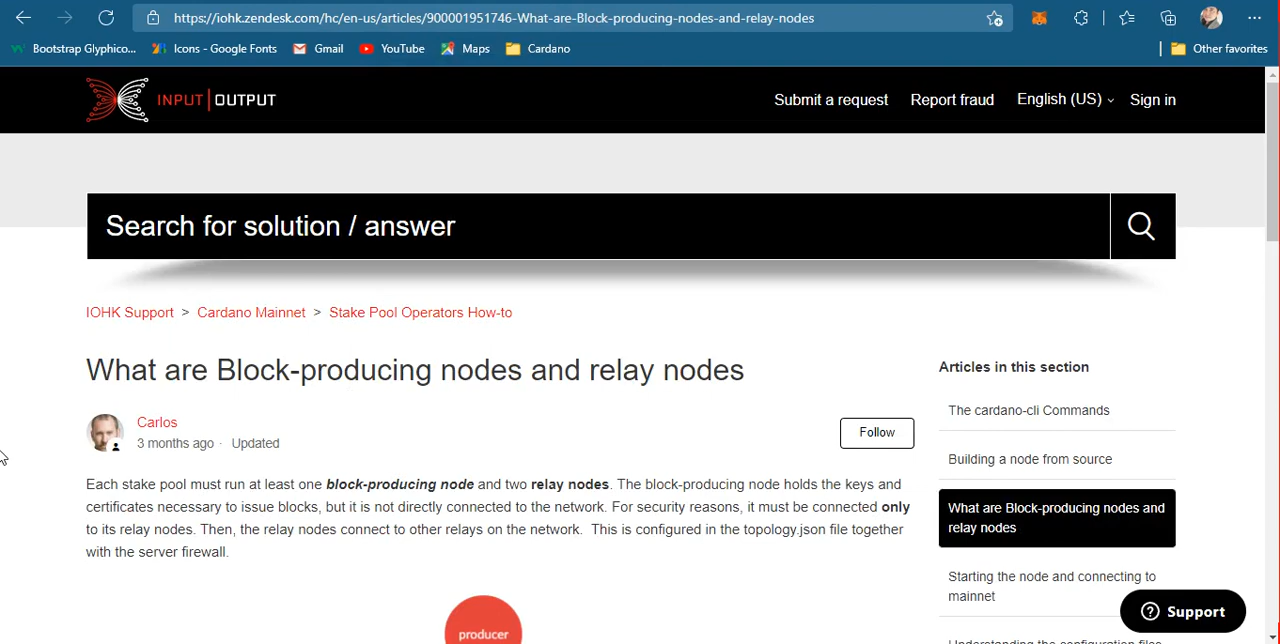 https://iohk.zendesk.com/hc/en-us/articles/900001951746-What-are-Block-producing-nodes-and-relay-nodes
Bootstrap Glyphico... Icons - Google Fonts Gmail YouTube Maps Cardano Other favorites
INPUT|OUTPUT Submit a request Report fraud English (US) Sign in
Search for solution / answer
IOHK Support > Cardano Mainnet > Stake Pool Operators How-to
What are Block-producing nodes and relay nodes
Carlos
3 months ago · Updated
Follow
Each stake pool must run at least one block-producing node and two relay nodes. The block-producing node holds the keys and
certificates necessary to issue blocks, but it is not directly connected to the network. For security reasons, it must be connected only
to its relay nodes. Then, the relay nodes connect to other relays on the network. This is configured in the topology.json file together
with the server firewall.
producer
Articles in this section
The cardano-cli Commands
Building a node from source
What are Block-producing nodes and
relay nodes
Starting the node and connecting to
mainnet
Understanding the configuration files
Support